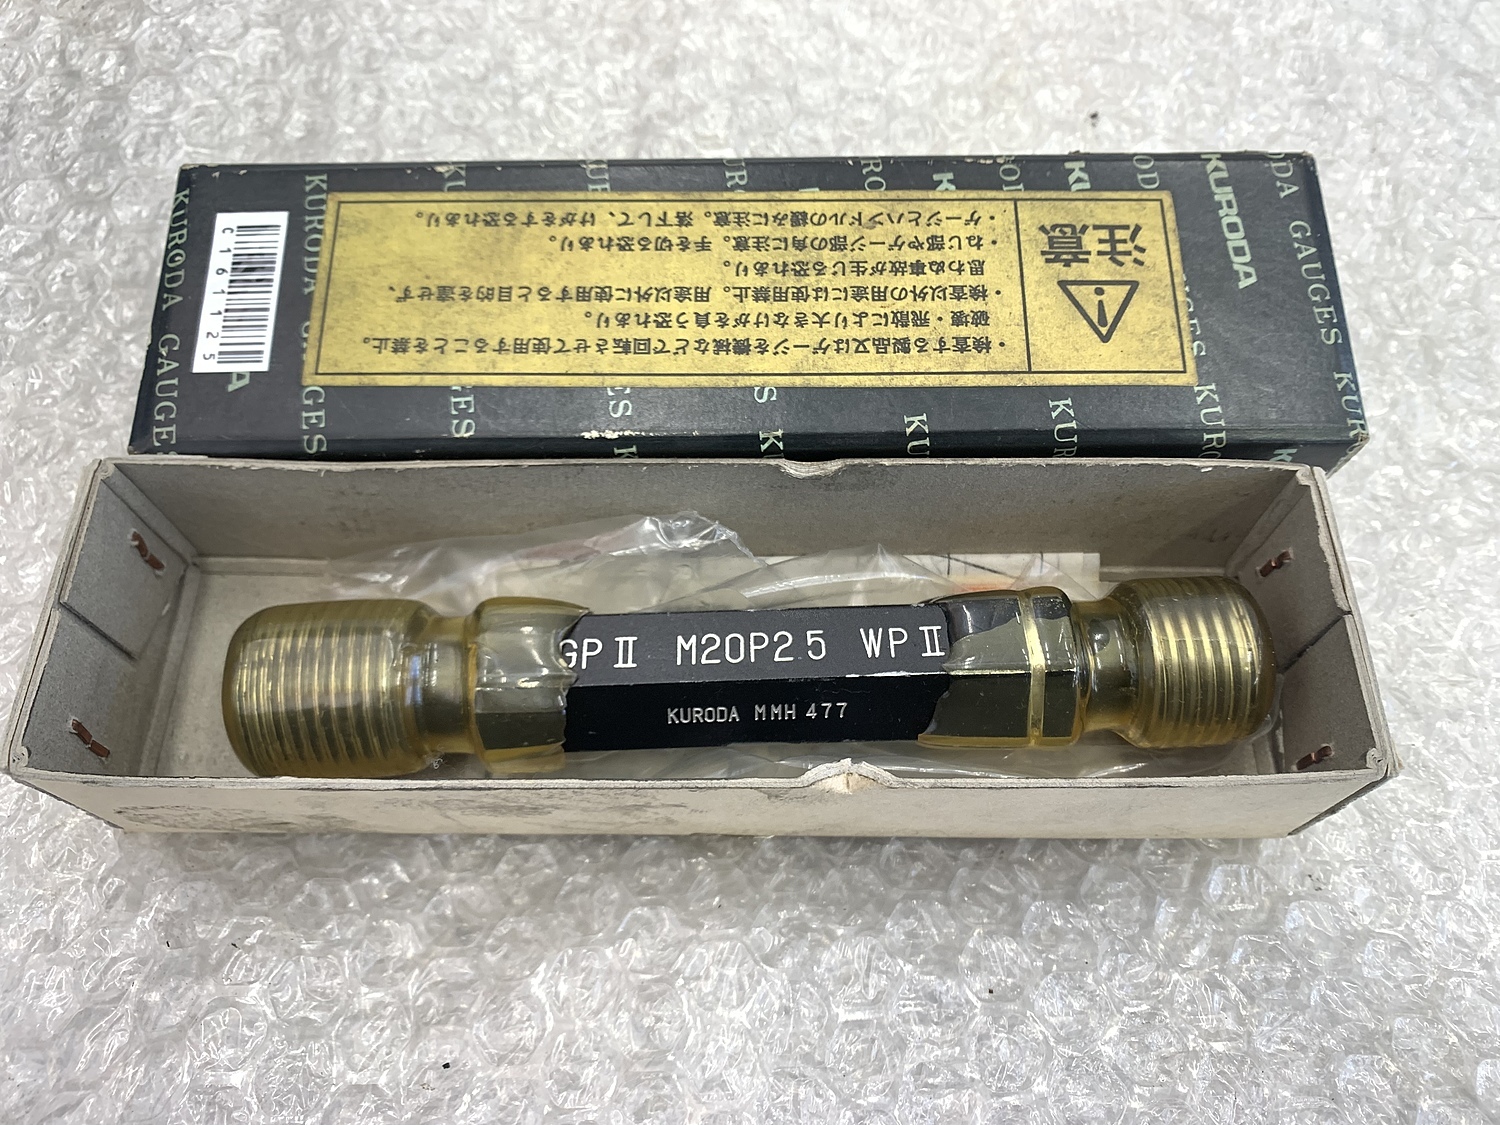 KURODA GAUGES
KURODA
注意
・検査する製品又はゲージを機械などで回転させて使用することを禁止。
破壊・飛散により大きなけがを負う恐れあり。
・検査以外の用途には使用禁止。用途以外に使用すると目的を達せず、
思わぬ事故が生じる恐れあり。
・ねじ部やゲージ部の角に注意。手を切る恐れあり。
・ゲージとハンドルの緩みに注意。落下して、けがをする恐れあり。
C161125
GPⅡ M20P2.5 WPⅡ
KURODA MMH 477